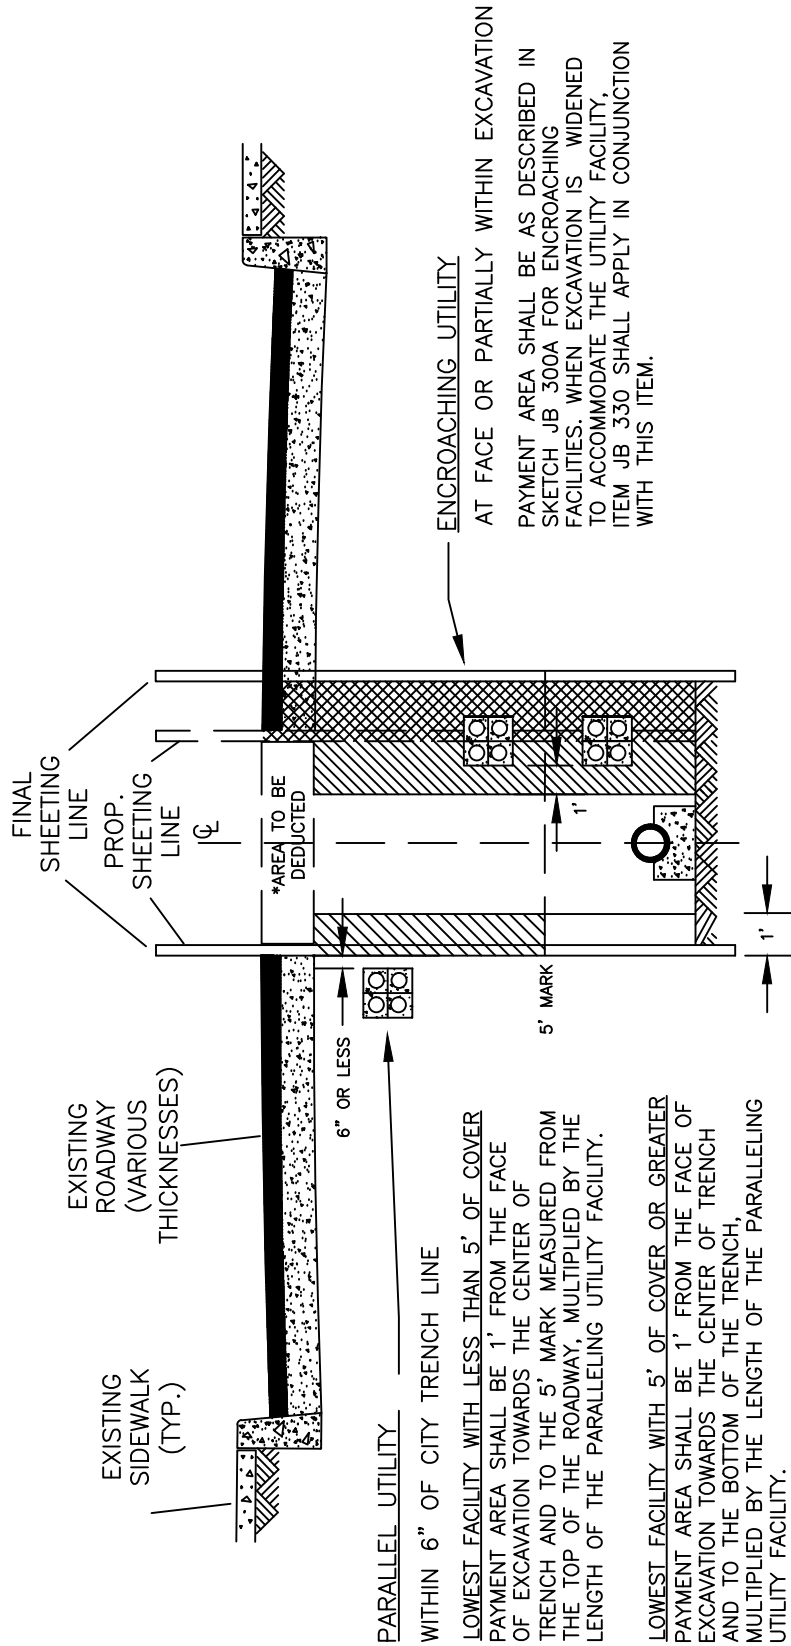 EXISTING
SIDEWALK
(TYP.)
EXISTING
ROADWAY
(VARIOUS
THICKNESSES)
FINAL
SHEETING
LINE
PROP.
SHEETING
LINE
℄
*AREA TO BE
DEDUCTED
6" OR LESS
5' MARK
1'
1'
PARALLEL UTILITY
WITHIN 6" OF CITY TRENCH LINE
LOWEST FACILITY WITH LESS THAN 5' OF COVER
PAYMENT AREA SHALL BE 1' FROM THE FACE
OF EXCAVATION TOWARDS THE CENTER OF
TRENCH AND TO THE 5' MARK MEASURED FROM
THE TOP OF THE ROADWAY, MULTIPLIED BY THE
LENGTH OF THE PARALLELING UTILITY FACILITY.
LOWEST FACILITY WITH 5' OF COVER OR GREATER
PAYMENT AREA SHALL BE 1' FROM THE FACE OF
EXCAVATION TOWARDS THE CENTER OF TRENCH
AND TO THE BOTTOM OF THE TRENCH,
MULTIPLIED BY THE LENGTH OF THE PARALLELING
UTILITY FACILITY.
ENCROACHING UTILITY
AT FACE OR PARTIALLY WITHIN EXCAVATION
PAYMENT AREA SHALL BE AS DESCRIBED IN
SKETCH JB 300A FOR ENCROACHING
FACILITIES. WHEN EXCAVATION IS WIDENED
TO ACCOMMODATE THE UTILITY FACILITY,
ITEM JB 330 SHALL APPLY IN CONJUNCTION
WITH THIS ITEM.